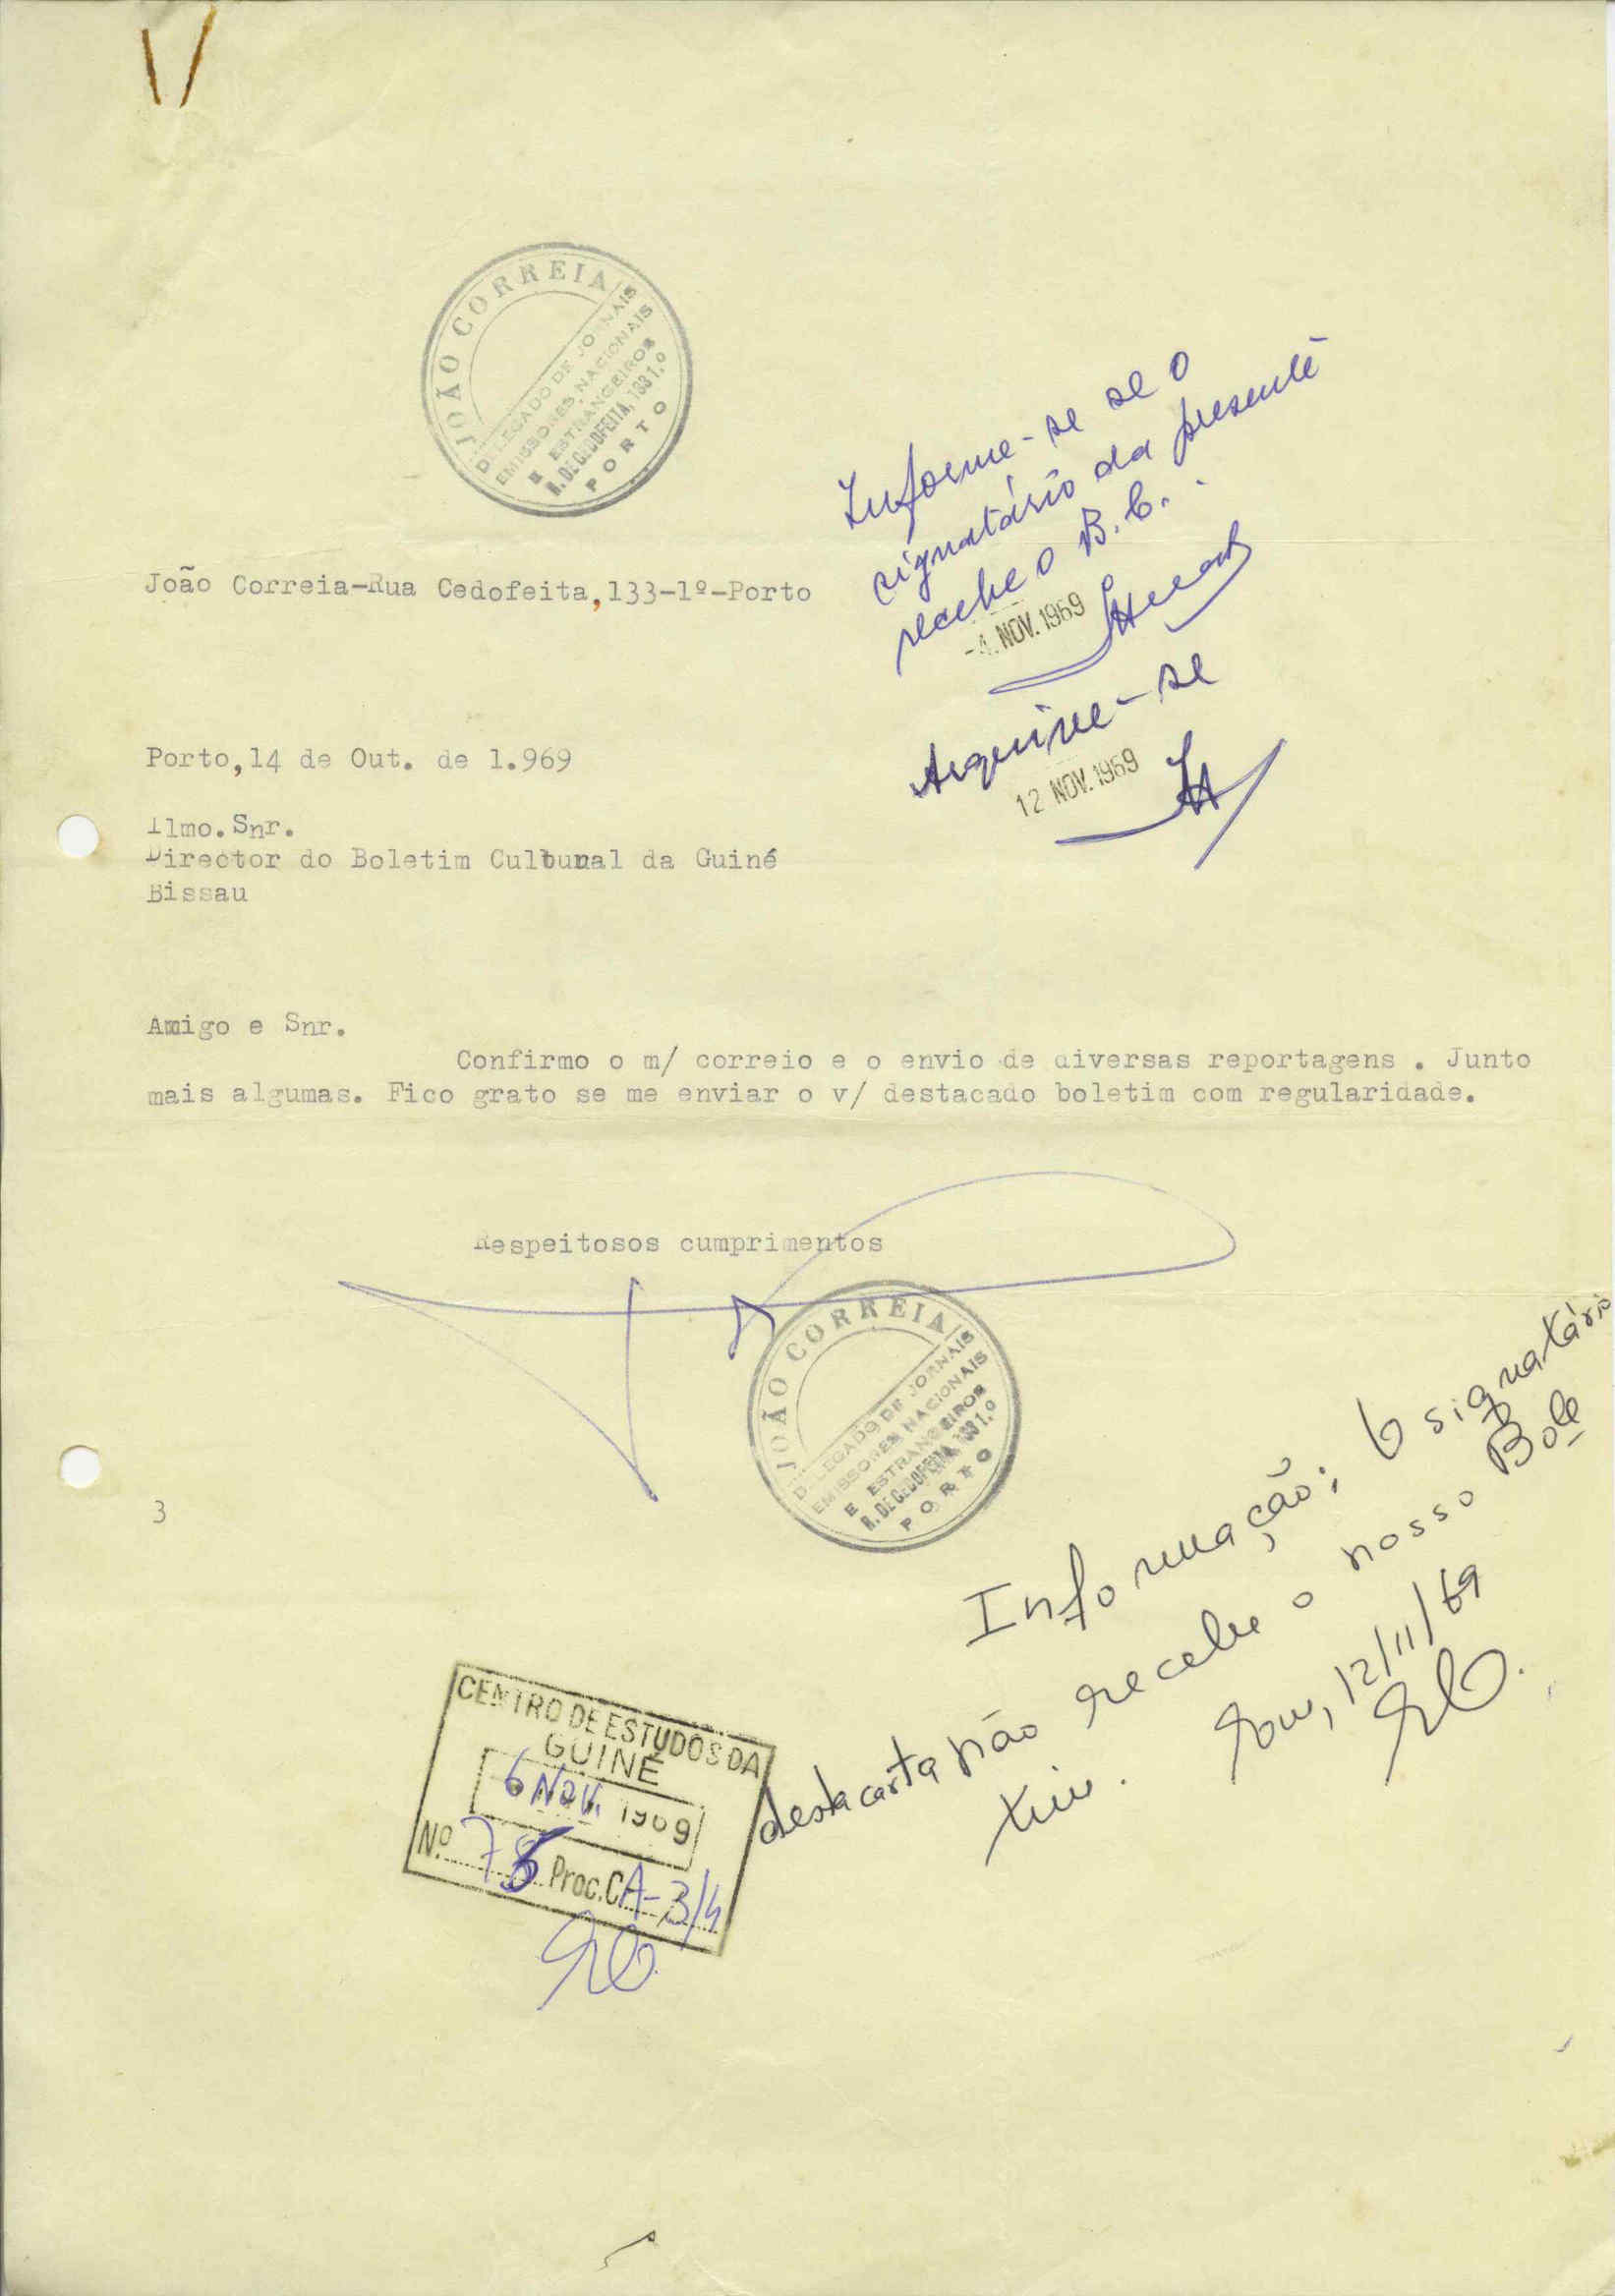 JOÃO CORREIA
DELEGADO DE JORNAIS
EMISSORES NACIONAIS
E ESTRANGEIROS
R. DE CEDOFEITA, 133 1.º
PORTO
Informe-se se o
signatário da presente
recebe o B.C..
-4. NOV. 1969
João Correia-Rua Cedofeita,133-1º-Porto
Arquive-se
12 NOV. 1969
Porto,14 de Out. de 1.969
Ilmo.Snr.
Director do Boletim Cultural da Guiné
Bissau
Amigo e Snr.
Confirmo o m/ correio e o envio de diversas reportagens . Junto
mais algumas. Fico grato se me enviar o v/ destacado boletim com regularidade.
Respeitosos cumprimentos
JOÃO CORREIA
DELEGADO DE JORNAIS
EMISSORES NACIONAIS
E ESTRANGEIROS
R. DE CEDOFEITA, 133 1.º
PORTO
3
Informação: O signatário
desta carta não recebe o nosso Bole
tim.
12/11/69
CENTRO DE ESTUDOS DA
GUINÉ
6 Nov. 1969
N.º 78 Proc. CA-3/4